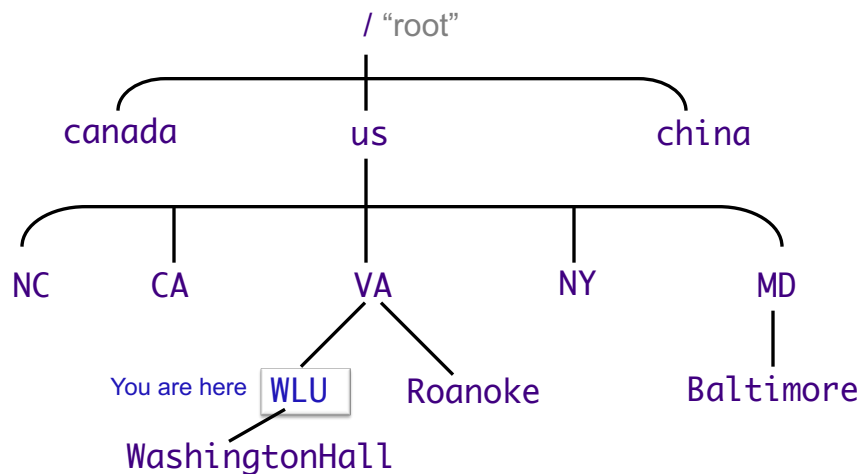 / “root”
canada us china
NC CA VA NY MD
You are here WLU Roanoke Baltimore
WashingtonHall